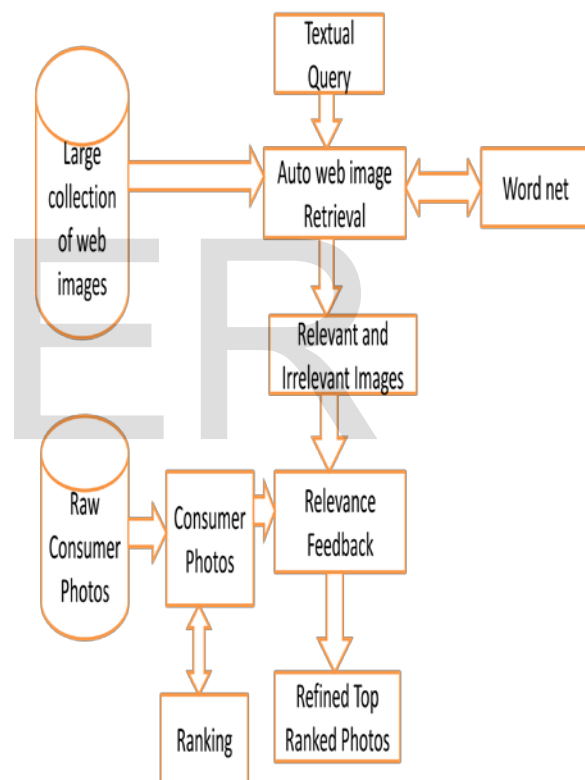 Textual
Query
Large
collection
of web
images
Auto web image
Retrieval
Word net
ER
Relevant and
Irrelevant Images
Raw
Consumer
Photos
Consumer
Photos
Relevance
Feedback
Ranking
Refined Top
Ranked Photos